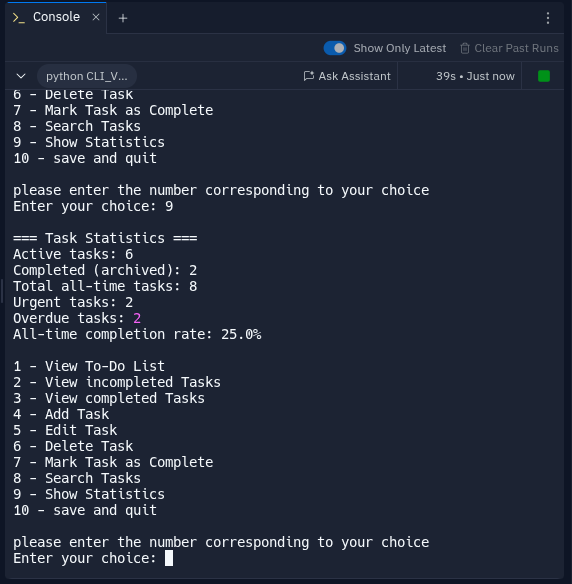 Console
Show Only Latest Clear Past Runs
python CLI_V... Ask Assistant 39s • Just now
6 - Delete Task
7 - Mark Task as Complete
8 - Search Tasks
9 - Show Statistics
10 - save and quit
please enter the number corresponding to your choice
Enter your choice: 9
=== Task Statistics ===
Active tasks: 6
Completed (archived): 2
Total all-time tasks: 8
Urgent tasks: 2
Overdue tasks: 2
All-time completion rate: 25.0%
1 - View To-Do List
2 - View incompleted Tasks
3 - View completed Tasks
4 - Add Task
5 - Edit Task
6 - Delete Task
7 - Mark Task as Complete
8 - Search Tasks
9 - Show Statistics
10 - save and quit
please enter the number corresponding to your choice
Enter your choice: